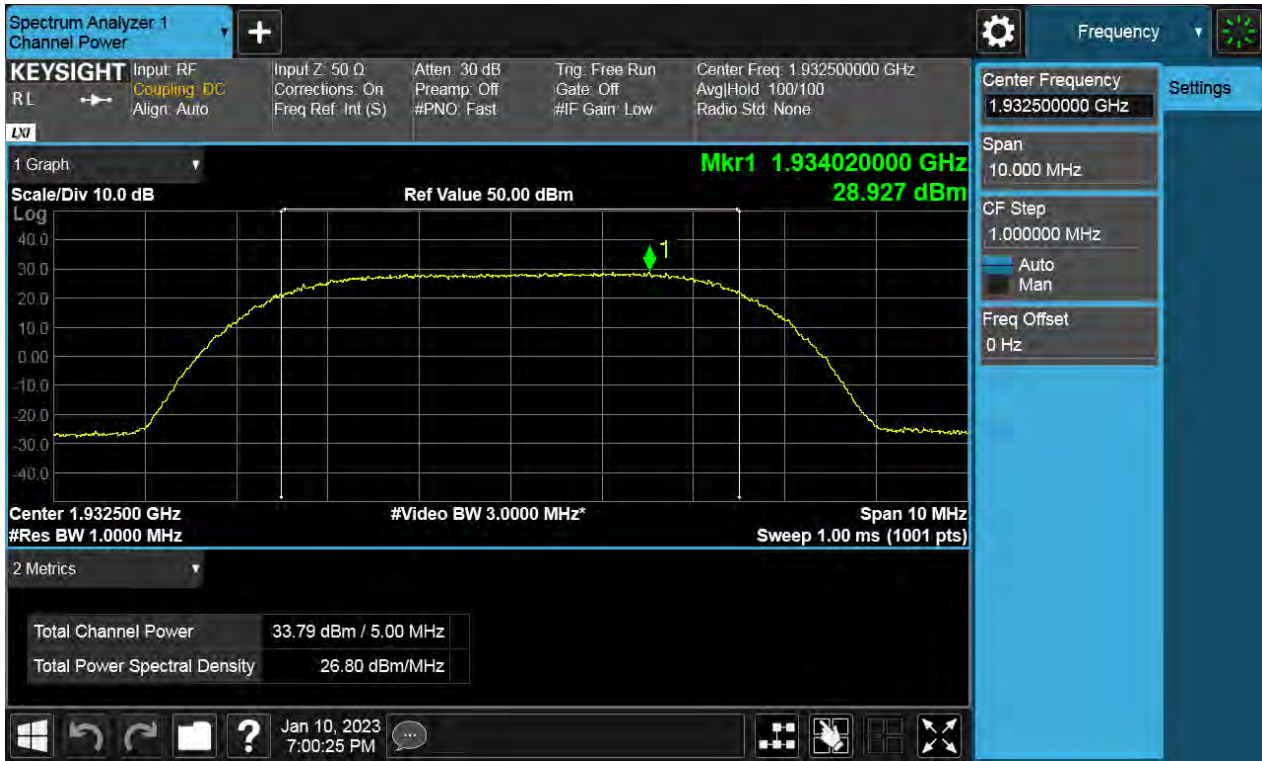 Spectrum Analyzer 1
Channel Power
+
Frequency
KEYSIGHT
RL
LXI
Input: RF
Coupling: DC
Align: Auto
Input Z: 50 Ω
Corrections: On
Freq Ref: Int (S)
Atten: 30 dB
Preamp: Off
#PNO: Fast
Trig: Free Run
Gate: Off
#IF Gain: Low
Center Freq: 1.932500000 GHz
Avg|Hold: 100/100
Radio Std: None
Center Frequency
1.932500000 GHz
Settings
Span
10.000 MHz
CF Step
1.000000 MHz
Auto
Man
Freq Offset
0 Hz
1 Graph
Mkr1 1.934020000 GHz
28.927 dBm
Scale/Div 10.0 dB
Ref Value 50.00 dBm
Log
40.0
30.0
20.0
10.0
0.00
-10.0
-20.0
-30.0
-40.0
1
Center 1.932500 GHz
#Video BW 3.0000 MHz*
Span 10 MHz
#Res BW 1.0000 MHz
Sweep 1.00 ms (1001 pts)
2 Metrics
Total Channel Power 33.79 dBm / 5.00 MHz
Total Power Spectral Density 26.80 dBm/MHz
?
Jan 10, 2023
7:00:25 PM